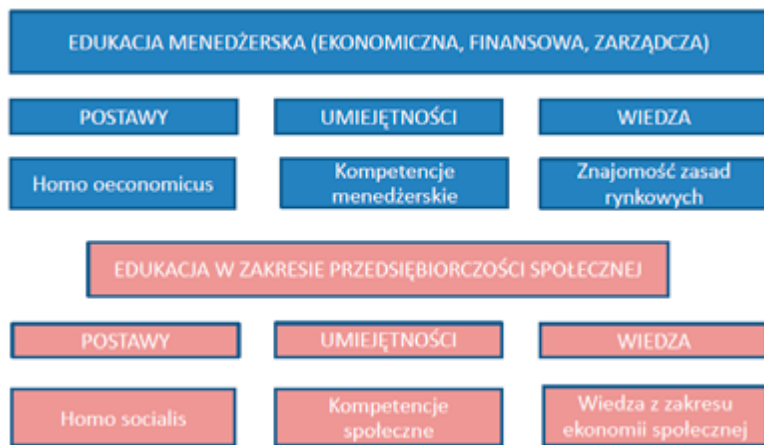 EDUKACJA MENEDŻERSKA (EKONOMICZNA, FINANSOWA, ZARZĄDCZA)
POSTAWY
UMIEJĘTNOŚCI
WIEDZA
Homo oeconomicus
Kompetencje
menedżerskie
Znajomość zasad
rynkowych
EDUKACJA W ZAKRESIE PRZEDSIĘBIORCZOŚCI SPOŁECZNEJ
POSTAWY
UMIEJĘTNOŚCI
WIEDZA
Homo socialis
Kompetencje
społeczne
Wiedza z zakresu
ekonomii społecznej